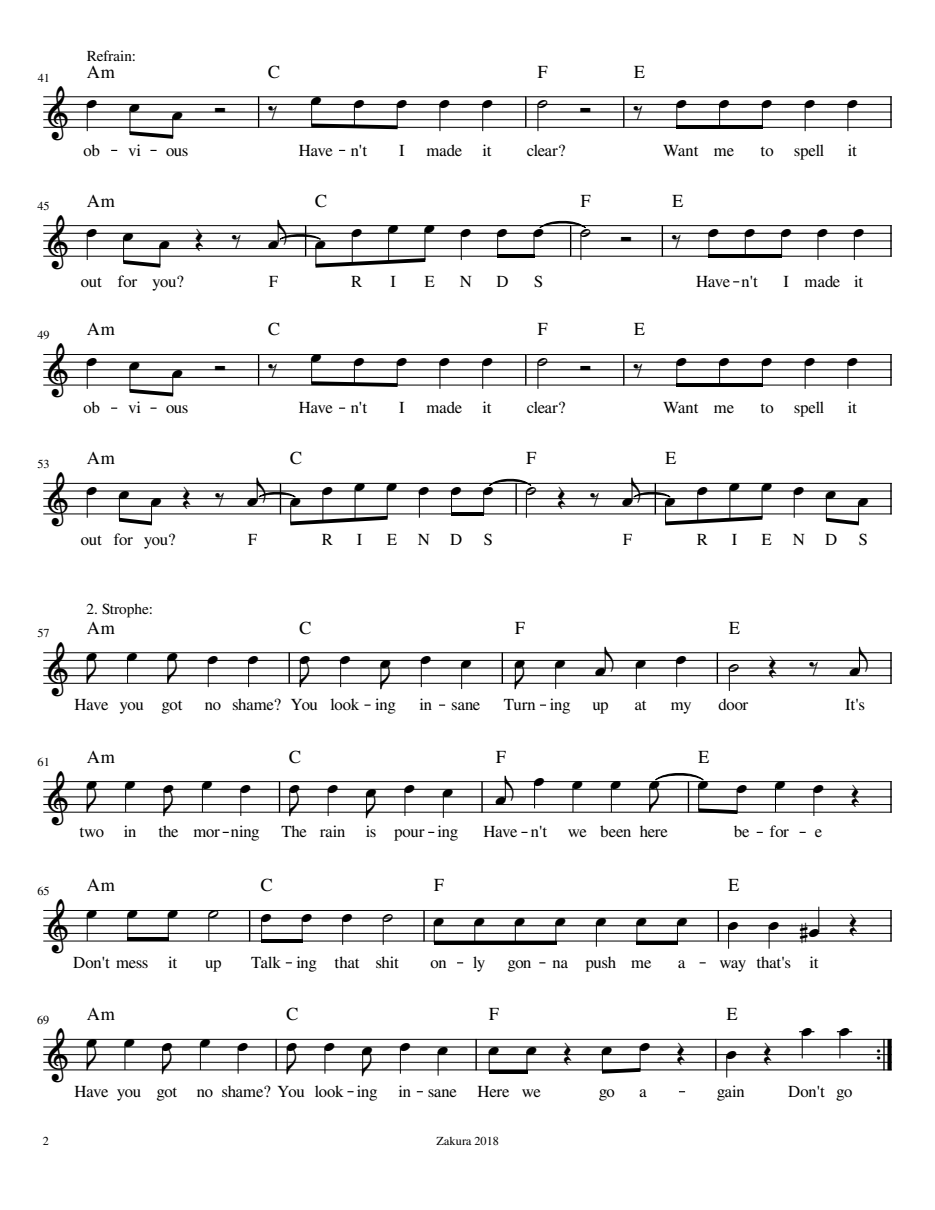 Refrain:
41 Am C F E
ob - vi - ous Have - n't I made it clear? Want me to spell it
45 Am C F E
out for you? F R I E N D S Have - n't I made it
49 Am C F E
ob - vi - ous Have - n't I made it clear? Want me to spell it
53 Am C F E
out for you? F R I E N D S F R I E N D S
2. Strophe:
57 Am C F E
Have you got no shame? You look - ing in - sane Turn - ing up at my door It's
61 Am C F E
two in the mor - ning The rain is pour - ing Have - n't we been here be - for - e
65 Am C F E
Don't mess it up Talk - ing that shit on - ly gon - na push me a - way that's it
69 Am C F E
Have you got no shame? You look - ing in - sane Here we go a - gain Don't go
2 Zakura 2018